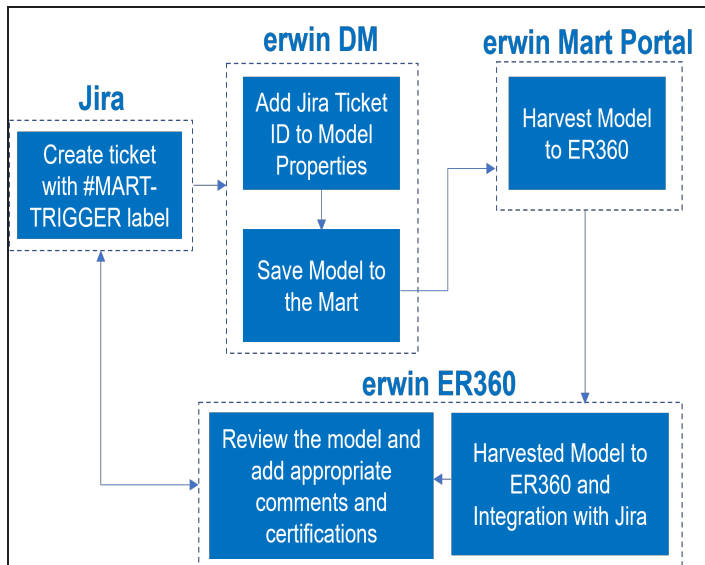 Jira
Create ticket
with #MART-
TRIGGER label
erwin DM
Add Jira Ticket
ID to Model
Properties
Save Model to
the Mart
erwin Mart Portal
Harvest Model
to ER360
erwin ER360
Review the model and
add appropriate
comments and
certifications
Harvested Model to
ER360 and
Integration with Jira